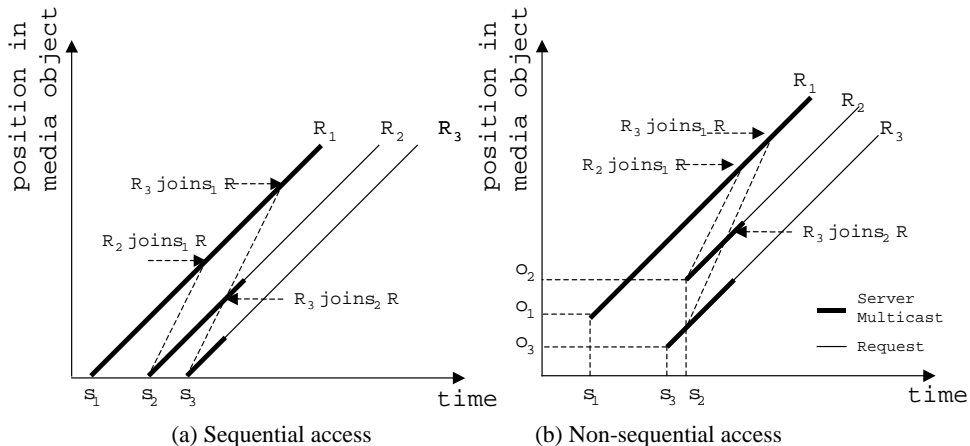 position in
media object
R1
R2
R3
R3 joins1 R
R2 joins1 R
R3 joins2 R
s1
s2
s3
time
(a) Sequential access
position in
media object
R1
R2
R3
R3 joins1 R
R2 joins1 R
R3 joins2 R
o2
o1
o3
Server
Multicast
Request
s1
s3
s2
time
(b) Non-sequential access